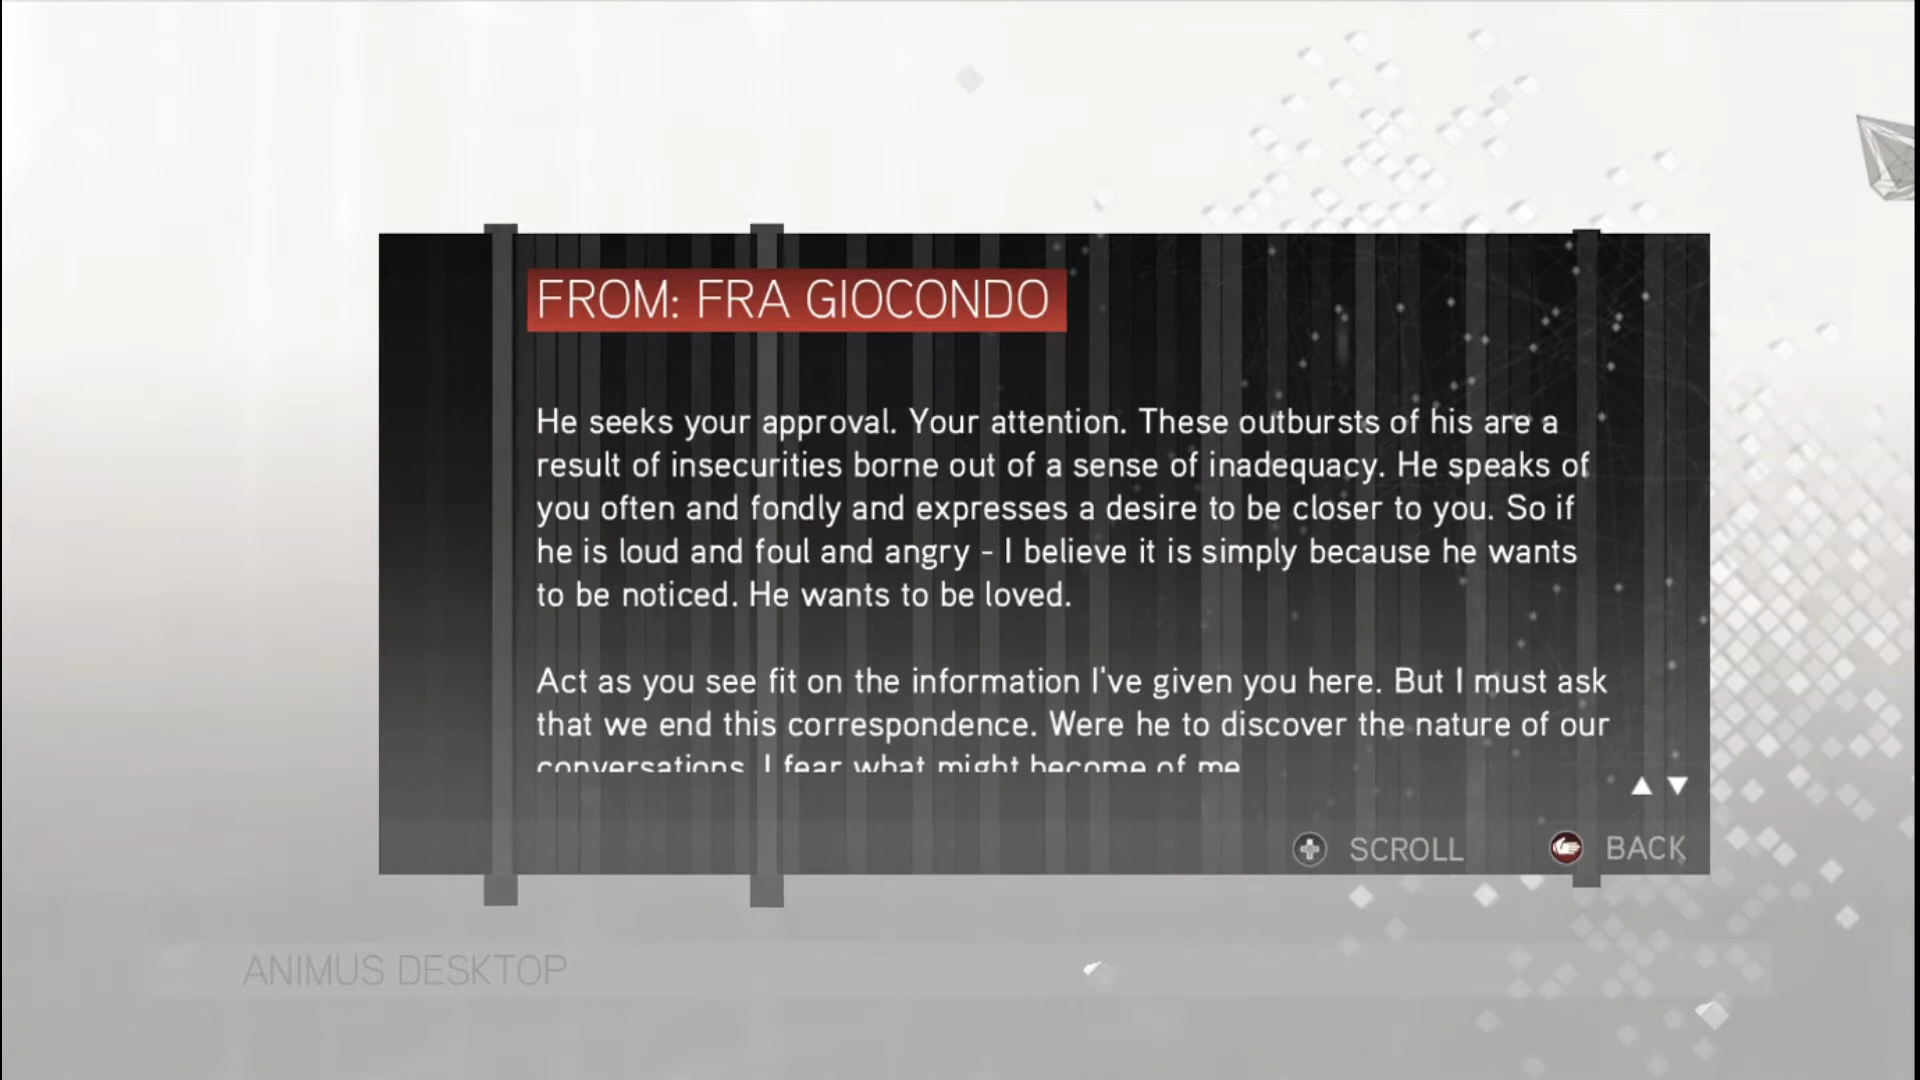 FROM: FRA GIOCONDO
He seeks your approval. Your attention. These outbursts of his are a
result of insecurities borne out of a sense of inadequacy. He speaks of
you often and fondly and expresses a desire to be closer to you. So if
he is loud and foul and angry - I believe it is simply because he wants
to be noticed. He wants to be loved.
Act as you see fit on the information I've given you here. But I must ask
that we end this correspondence. Were he to discover the nature of our
conversations, I fear what might become of me
SCROLL
BACK
ANIMUS DESKTOP